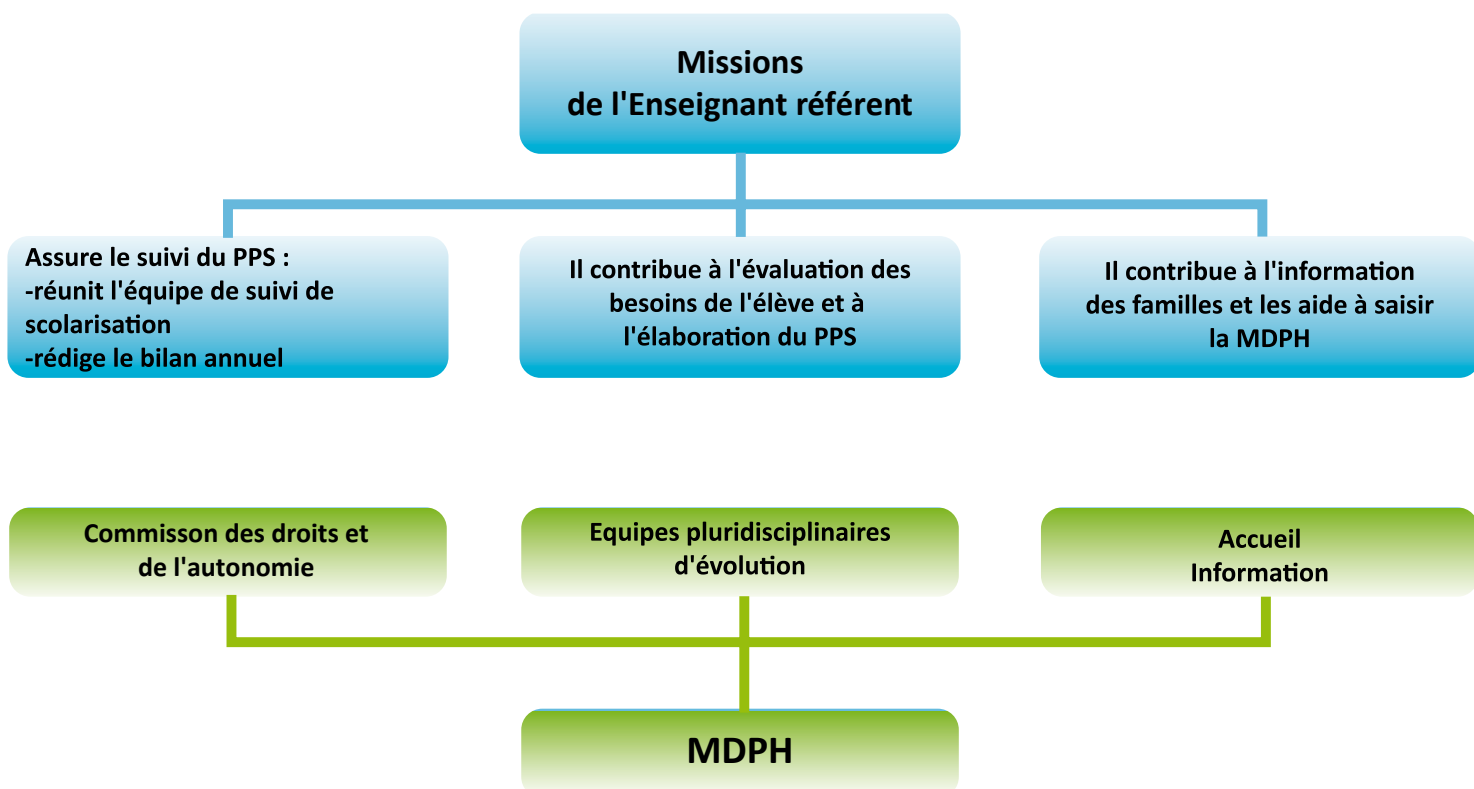 Missions
de l'Enseignant référent
Assure le suivi du PPS :
-réunit l'équipe de suivi de
scolarisation
-rédige le bilan annuel
Il contribue à l'évaluation des
besoins de l'élève et à
l'élaboration du PPS
Il contribue à l'information
des familles et les aide à saisir
la MDPH
Commisson des droits et
de l'autonomie
Equipes pluridisciplinaires
d'évolution
Accueil
Information
MDPH